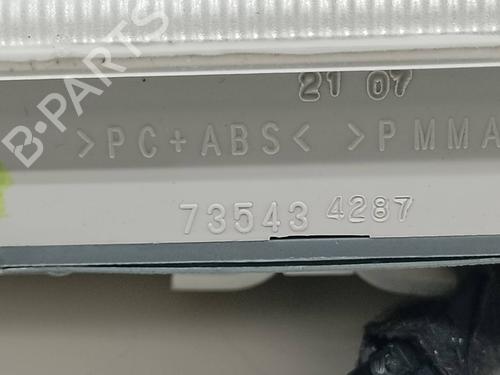 B-PARTS
21 07
>PC+ABS< >PMMA
73543 4287